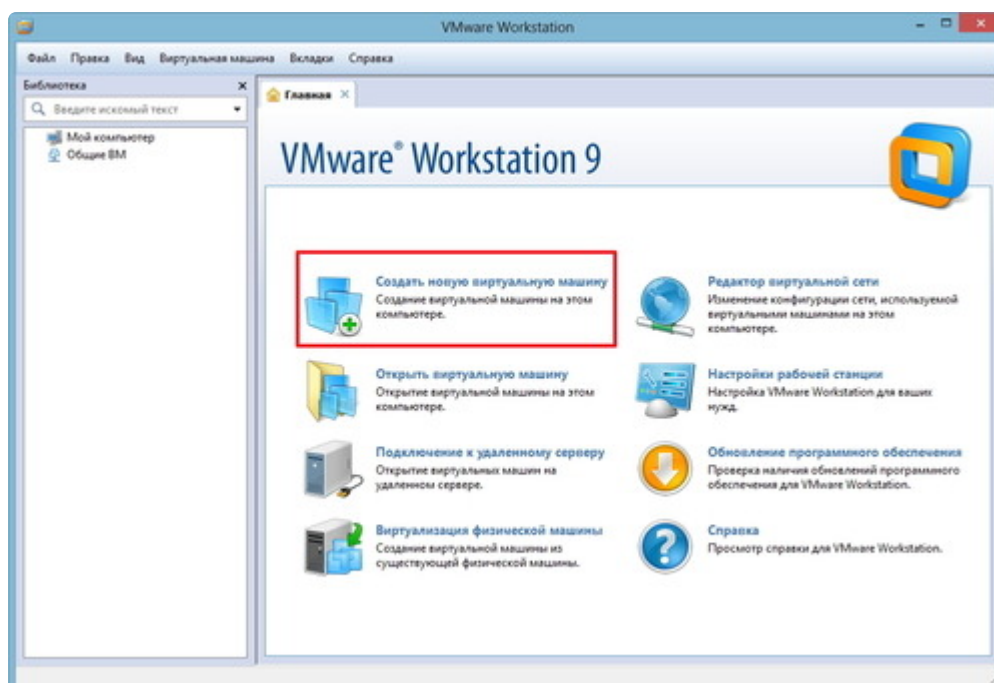 VMware Workstation
Файл Правка Вид Виртуальная машина Вкладки Справка
Библиотека
Введите искомый текст
Мой компьютер
Общие ВМ
Главная
VMware® Workstation 9
Создать новую виртуальную машину
Создание виртуальной машины на этом
компьютере.
Открыть виртуальную машину
Открытие виртуальной машины на этом
компьютере.
Подключение к удаленному серверу
Открытие виртуальных машин на
удаленном сервере.
Виртуализация физической машины
Создание виртуальной машины из
существующей физической машины.
Редактор виртуальной сети
Изменение конфигурации сети, используемой
виртуальными машинами на этом
компьютере.
Настройки рабочей станции
Настройка VMware Workstation для ваших
нужд.
Обновление программного обеспечения
Проверка наличия обновлений программного
обеспечения для VMware Workstation.
Справка
Просмотр справки для VMware Workstation.